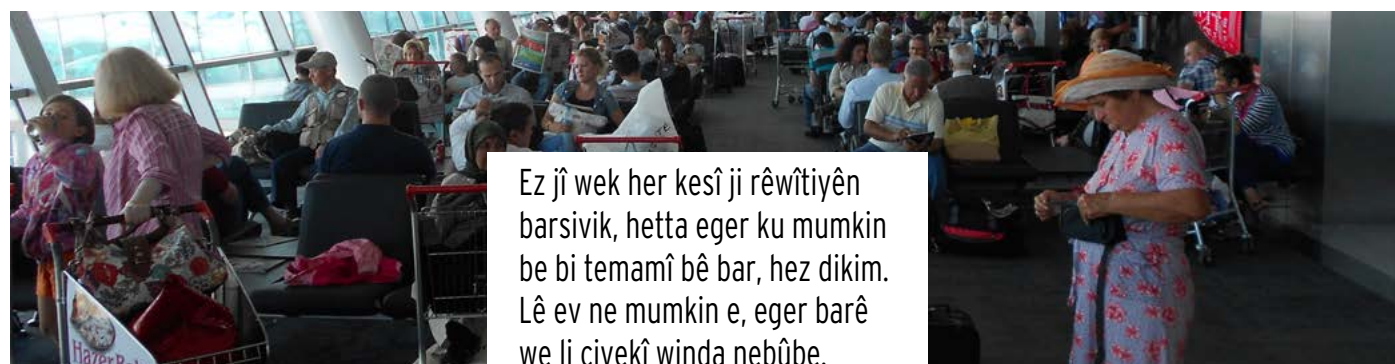 Ez jî wek her kesî ji rêwîtiyên
barsivik, hetta eger ku mumkin
be bi temamî bê bar, hez dikim.
Lê ev ne mumkin e, eger barê
we li ciyekî winda nebûbe.